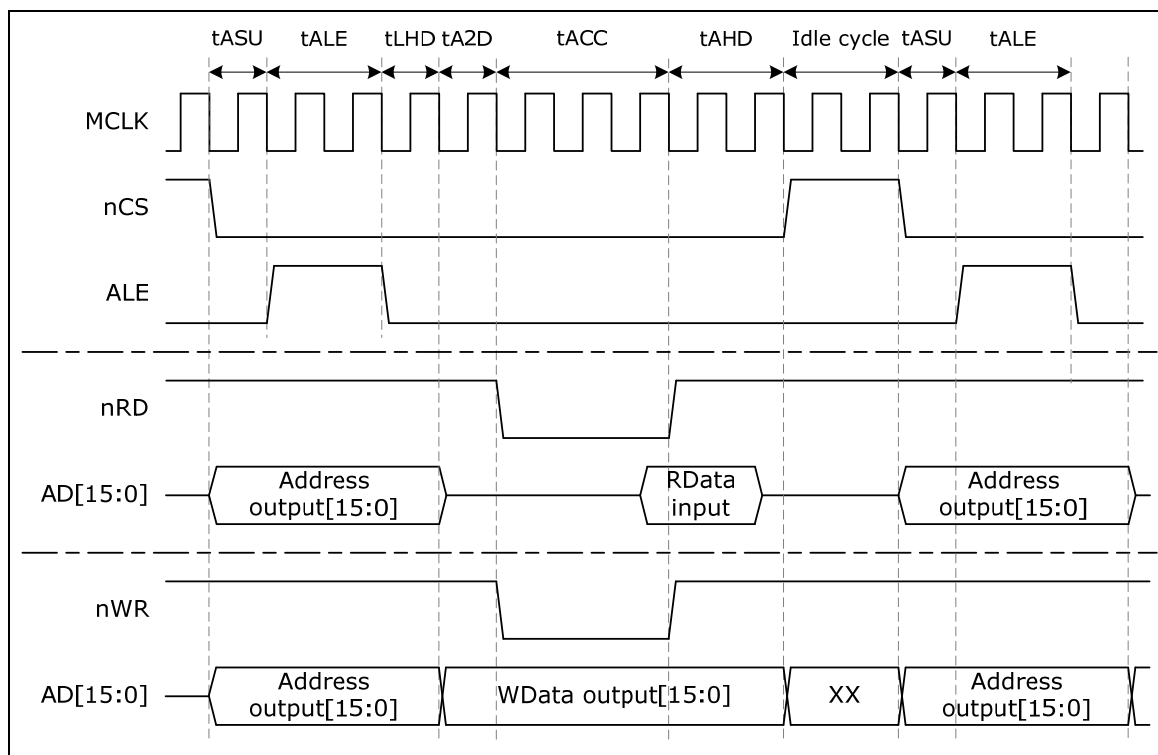 tASU tALE tLHD tA2D tACC tAHD Idle cycle tASU tALE
MCLK
nCS
ALE
nRD
AD[15:0]
Address
output[15:0]
RData
input
Address
output[15:0]
nWR
AD[15:0]
Address
output[15:0]
WData output[15:0]
XX
Address
output[15:0]